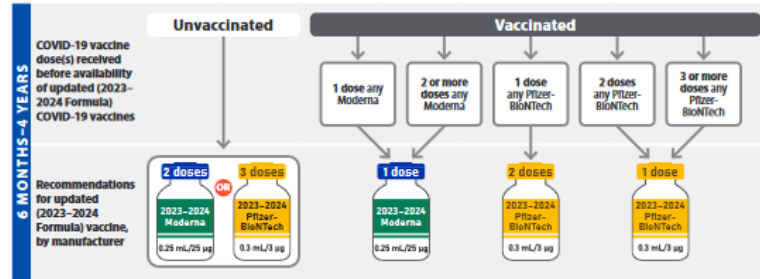 6 MONTHS–4 YEARS
COVID-19 vaccine
dose(s) received
before availability
of updated (2023–
2024 Formula)
COVID-19 vaccines
Unvaccinated
Vaccinated
1 dose any
Moderna
2 or more
doses any
Moderna
1 dose
any Pfizer-
BioNTech
2 doses
any Pfizer-
BioNTech
3 or more
doses any
Pfizer-
BioNTech
Recommendations
for updated
(2023–2024
Formula) vaccine,
by manufacturer
2 doses
2023–2024
Moderna
0.25 mL/25 µg
OR
3 doses
2023–2024
Pfizer-
BioNTech
0.3 mL/3 µg
1 dose
2023–2024
Moderna
0.25 mL/25 µg
2 doses
2023–2024
Pfizer-
BioNTech
0.3 mL/3 µg
1 dose
2023–2024
Pfizer-
BioNTech
0.3 mL/3 µg